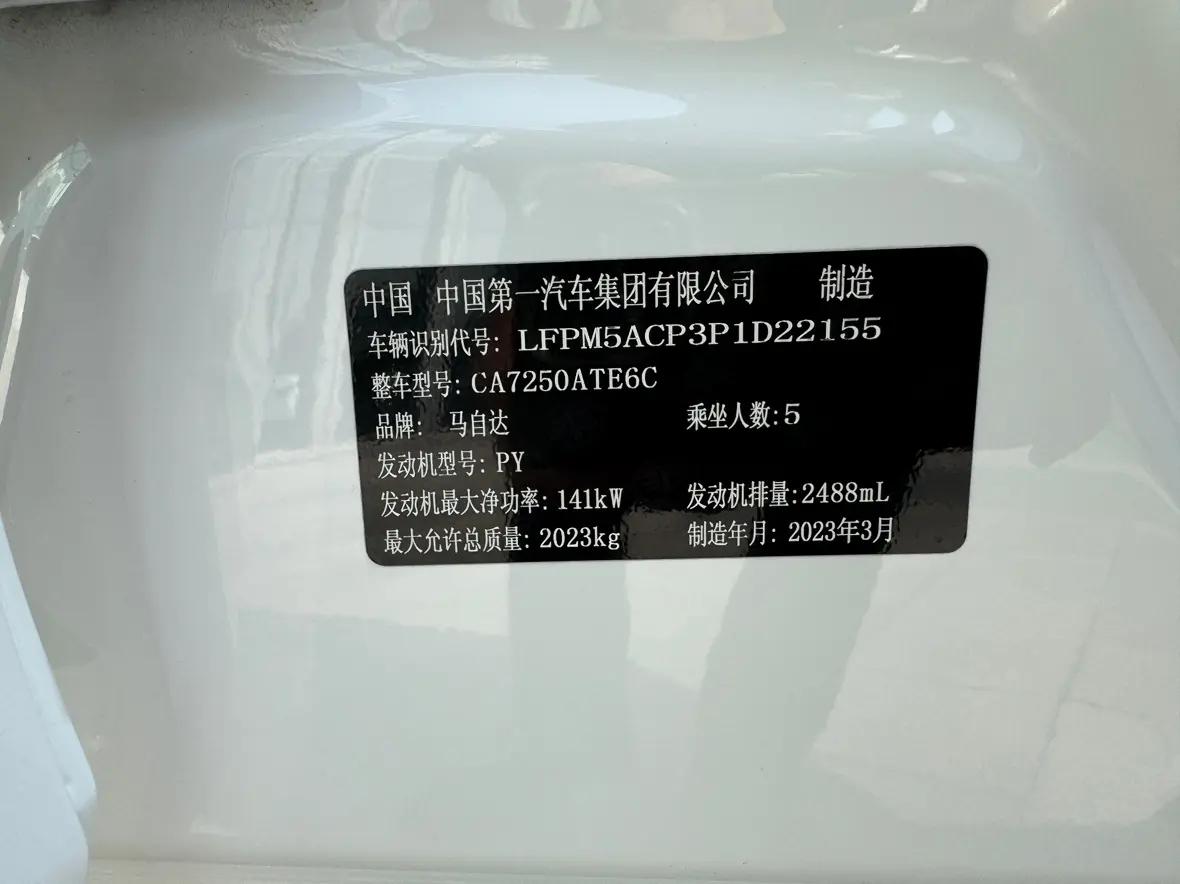 中国 中国第一汽车集团有限公司 制造
车辆识别代号: LFPM5ACP3P1D22155
整车型号: CA7250ATE6C
品牌: 马自达 乘坐人数:5
发动机型号: PY
发动机最大净功率: 141kW 发动机排量:2488mL
最大允许总质量: 2023kg 制造年月: 2023年3月